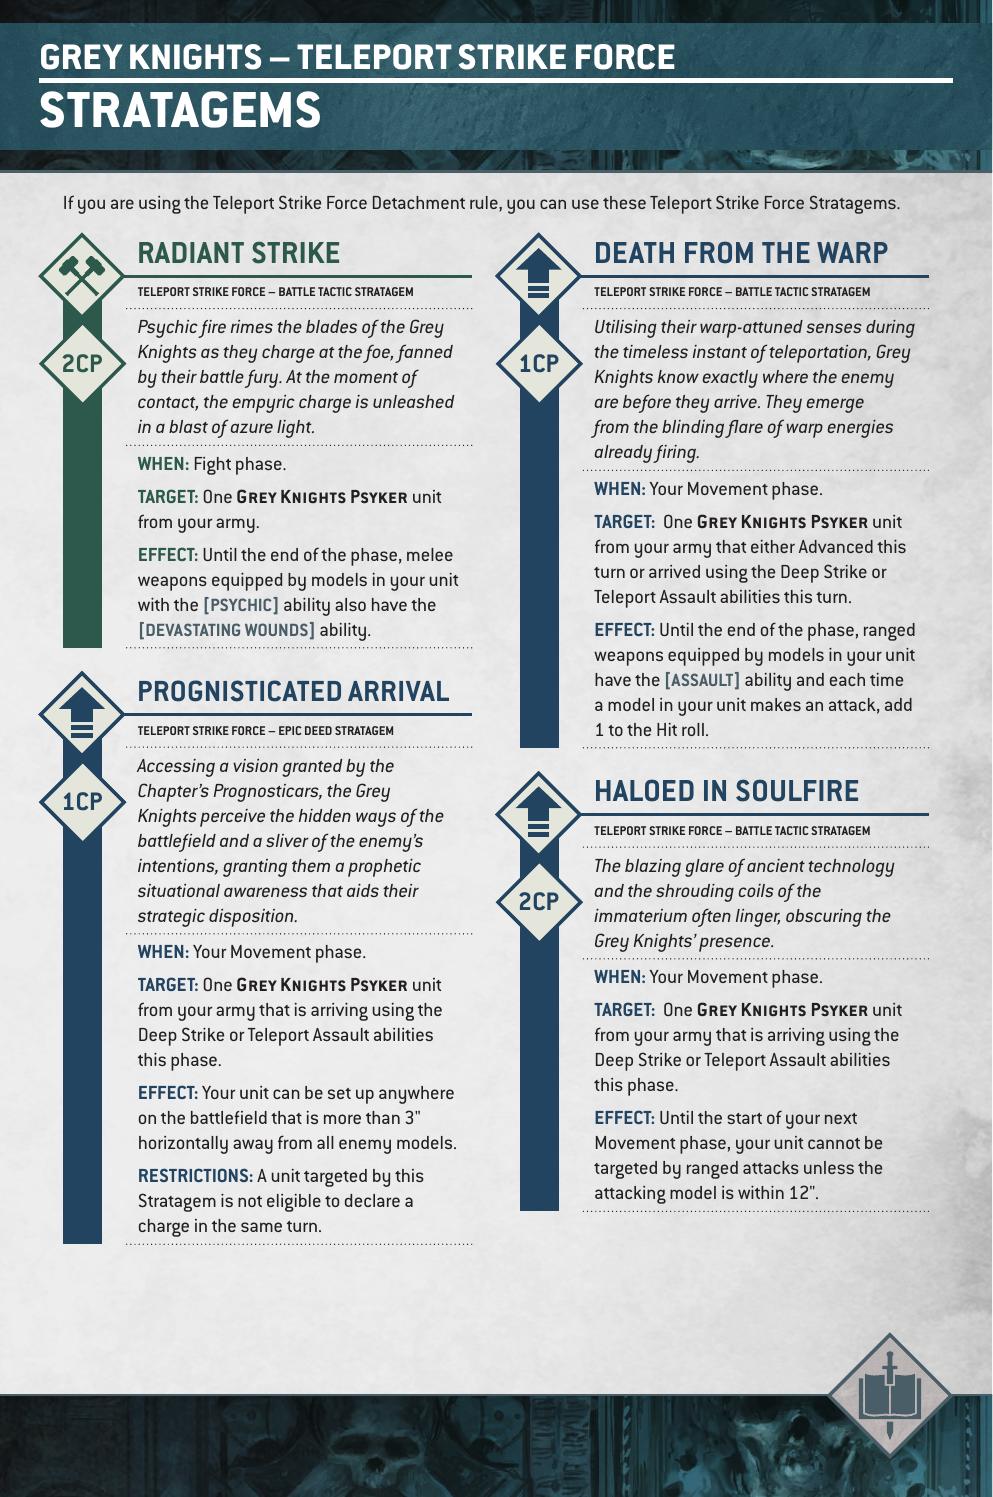 GREY KNIGHTS – TELEPORT STRIKE FORCE
STRATAGEMS
If you are using the Teleport Strike Force Detachment rule, you can use these Teleport Strike Force Stratagems.
RADIANT STRIKE
TELEPORT STRIKE FORCE – BATTLE TACTIC STRATAGEM
2CP
Psychic fire rimes the blades of the Grey
Knights as they charge at the foe, fanned
by their battle fury. At the moment of
contact, the empyric charge is unleashed
in a blast of azure light.
WHEN: Fight phase.
TARGET: One GREY KNIGHTS PSYKER unit
from your army.
EFFECT: Until the end of the phase, melee
weapons equipped by models in your unit
with the [PSYCHIC] ability also have the
[DEVASTATING WOUNDS] ability.
PROGNISTICATED ARRIVAL
TELEPORT STRIKE FORCE – EPIC DEED STRATAGEM
1CP
Accessing a vision granted by the
Chapter’s Prognosticars, the Grey
Knights perceive the hidden ways of the
battlefield and a sliver of the enemy’s
intentions, granting them a prophetic
situational awareness that aids their
strategic disposition.
WHEN: Your Movement phase.
TARGET: One GREY KNIGHTS PSYKER unit
from your army that is arriving using the
Deep Strike or Teleport Assault abilities
this phase.
EFFECT: Your unit can be set up anywhere
on the battlefield that is more than 3"
horizontally away from all enemy models.
RESTRICTIONS: A unit targeted by this
Stratagem is not eligible to declare a
charge in the same turn.
DEATH FROM THE WARP
TELEPORT STRIKE FORCE – BATTLE TACTIC STRATAGEM
1CP
Utilising their warp-attuned senses during
the timeless instant of teleportation, Grey
Knights know exactly where the enemy
are before they arrive. They emerge
from the blinding flare of warp energies
already firing.
WHEN: Your Movement phase.
TARGET: One GREY KNIGHTS PSYKER unit
from your army that either Advanced this
turn or arrived using the Deep Strike or
Teleport Assault abilities this turn.
EFFECT: Until the end of the phase, ranged
weapons equipped by models in your unit
have the [ASSAULT] ability and each time
a model in your unit makes an attack, add
1 to the Hit roll.
HALOED IN SOULFIRE
TELEPORT STRIKE FORCE – BATTLE TACTIC STRATAGEM
2CP
The blazing glare of ancient technology
and the shrouding coils of the
immaterium often linger, obscuring the
Grey Knights’ presence.
WHEN: Your Movement phase.
TARGET: One GREY KNIGHTS PSYKER unit
from your army that is arriving using the
Deep Strike or Teleport Assault abilities
this phase.
EFFECT: Until the start of your next
Movement phase, your unit cannot be
targeted by ranged attacks unless the
attacking model is within 12".